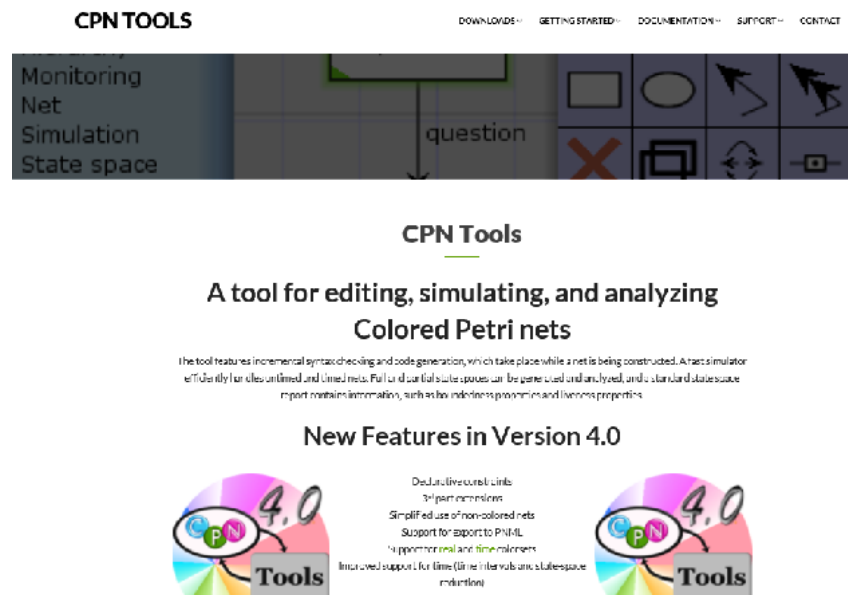 CPN TOOLS
DOWNLOADS GETTING STARTED DOCUMENTATION SUPPORT CONTACT
Monitoring
Net
Simulation
State space
question
CPN Tools
A tool for editing, simulating, and analyzing
Colored Petri nets
The tool features incremental syntax checking and code generation, which take place while a net is being constructed. A fast simulator
efficiently handles untimed and timed nets. Full and partial state spaces can be generated and analyzed, and a standard state space
report contains information, such as boundedness properties and liveness properties.
New Features in Version 4.0
Declarative constraints
3rd part extensions
Simplified use of non-colored nets
Support for export to PNML
Support for real and time colorsets
Improved support for time (time intervals and state-space
reduction)
4.0
CPN
Tools
4.0
CPN
Tools